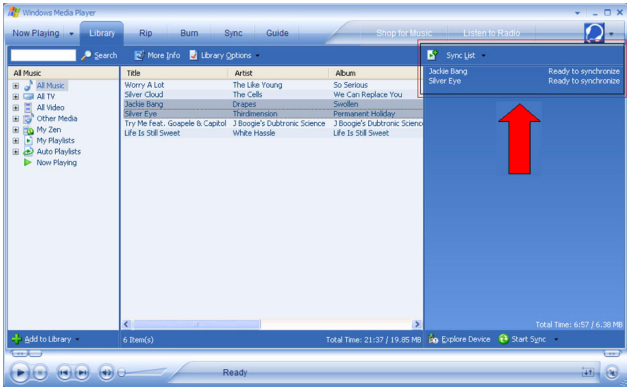 Windows Media Player
Now Playing Library Rip Burn Sync Guide Shop for Music Listen to Radio
Search More Info Library Options Sync List
All Music Title Artist Album
All Music
All TV
All Video
Other Media
My Zen
My Playlists
Auto Playlists
Now Playing
Worry A Lot The Like Young So Serious
Silver Cloud The Cells We Can Replace You
Jackie Bang Drapes Swollen
Silver Eye Thirdimension Permanent Holiday
Try Me feat. Goapele & Capitol J Boogie's Dubtronic Science J Boogie's Dubtronic Scienc
Life Is Still Sweet White Hassle Life Is Still Sweet
Jackie Bang Ready to synchronize
Silver Eye Ready to synchronize
Total Time: 6:57 / 6.38 MB
Add to Library 6 Item(s) Total Time: 21:37 / 19.85 MB Explore Device Start Sync
Ready